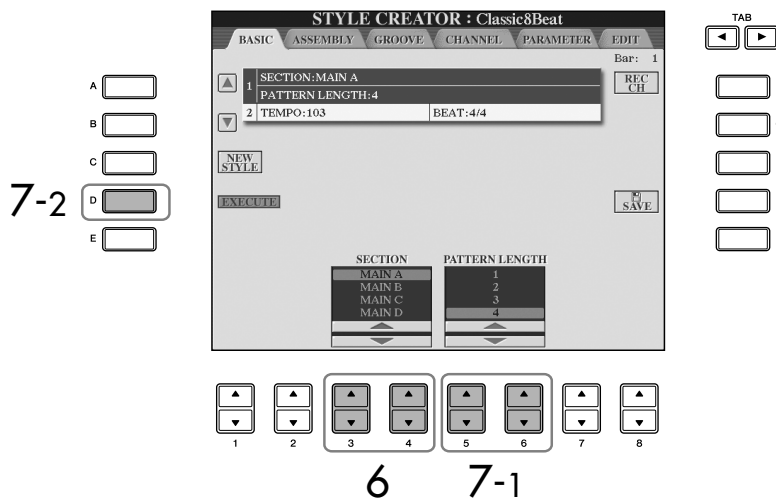 STYLE CREATOR : Classic8Beat
TAB
BASIC ASSEMBLY GROOVE CHANNEL PARAMETER EDIT
Bar: 1
1 SECTION:MAIN A
PATTERN LENGTH:4
REC
CH
2 TEMPO:103 BEAT:4/4
A
B
C
D
E
NEW
STYLE
7-2
EXECUTE
SAVE
SECTION PATTERN LENGTH
MAIN A 1
MAIN B 2
MAIN C 3
MAIN D 4
1 2 3 4 5 6 7 8
6 7-1